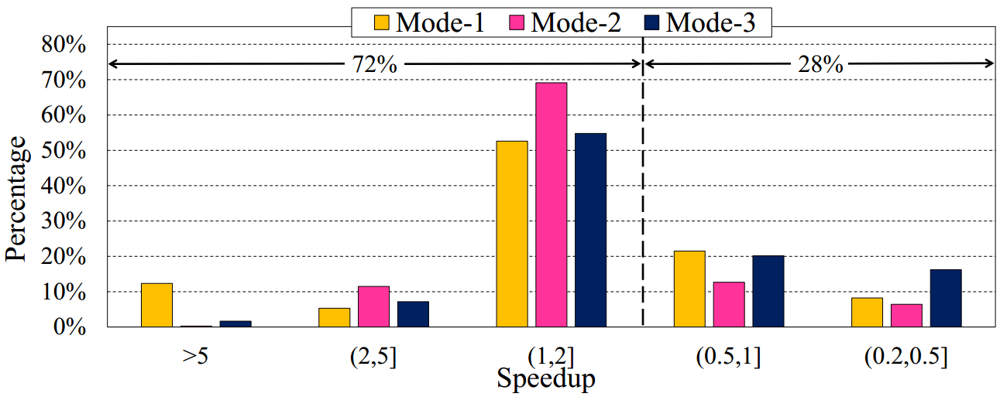 Mode-1 Mode-2 Mode-3
80%
72% 28%
70%
60%
50%
40%
30%
20%
10%
0%
Percentage
>5 (2,5] (1,2] (0.5,1] (0.2,0.5]
Speedup